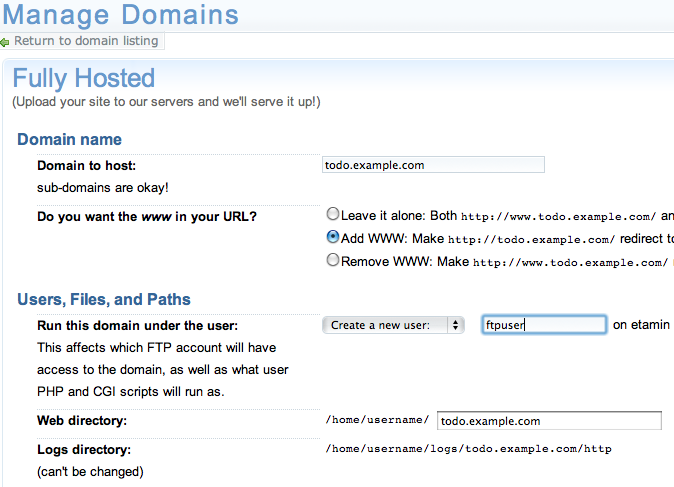 Manage Domains
Return to domain listing
Fully Hosted
(Upload your site to our servers and we'll serve it up!)
Domain name
Domain to host: todo.example.com
sub-domains are okay!
Do you want the www in your URL? Leave it alone: Both http://www.todo.example.com/ an
Add WWW: Make http://todo.example.com/ redirect to
Remove WWW: Make http://www.todo.example.com/
Users, Files, and Paths
Run this domain under the user: Create a new user: ftpuser on etamin
This affects which FTP account will have
access to the domain, as well as what user
PHP and CGI scripts will run as.
Web directory: /home/username/ todo.example.com
Logs directory: /home/username/logs/todo.example.com/http
(can't be changed)